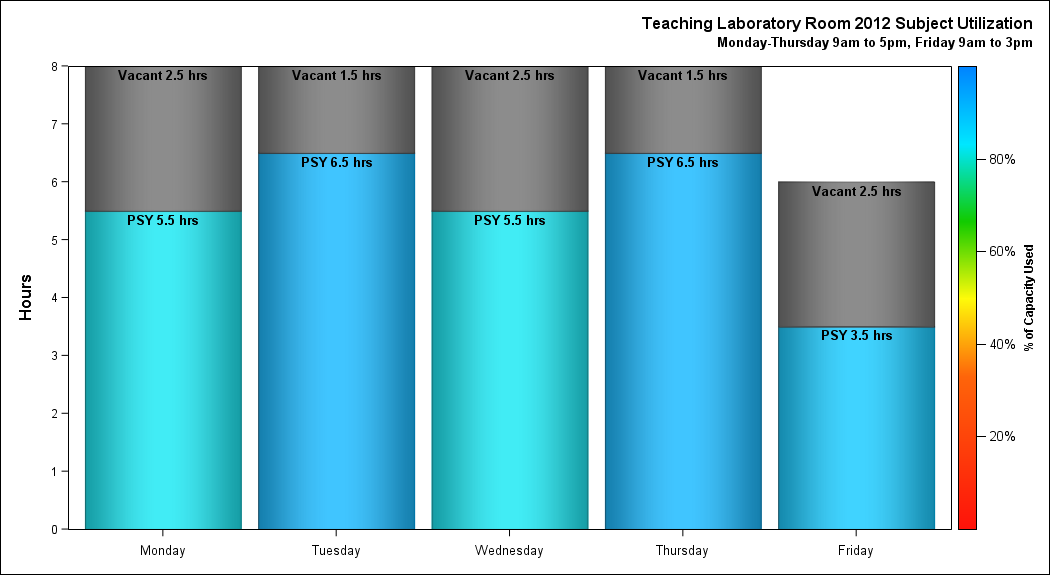 Teaching Laboratory Room 2012 Subject Utilization
Monday-Thursday 9am to 5pm, Friday 9am to 3pm
8
7
6
5
4
3
2
1
0
Hours
Vacant 2.5 hrs
PSY 5.5 hrs
Vacant 1.5 hrs
PSY 6.5 hrs
Vacant 2.5 hrs
PSY 5.5 hrs
Vacant 1.5 hrs
PSY 6.5 hrs
Vacant 2.5 hrs
PSY 3.5 hrs
Monday
Tuesday
Wednesday
Thursday
Friday
80%
60%
40%
20%
% of Capacity Used